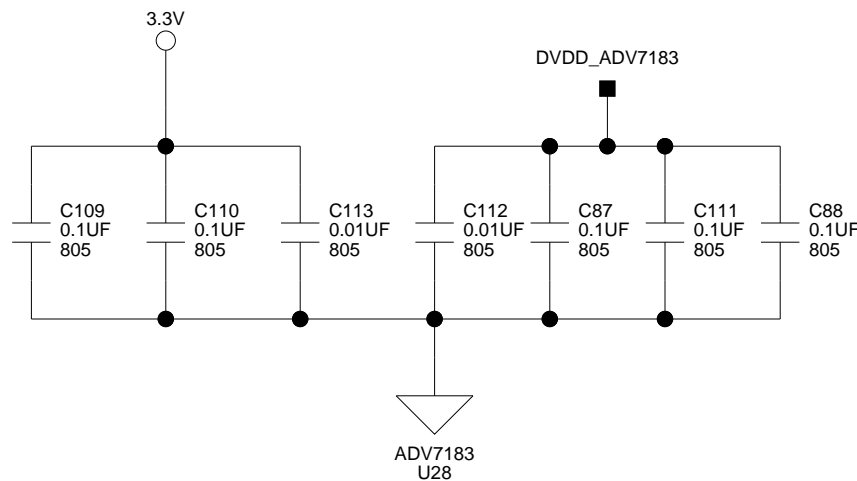 3.3V
DVDD_ADV7183
C109
0.1UF
805
C110
0.1UF
805
C113
0.01UF
805
C112
0.01UF
805
C87
0.1UF
805
C111
0.1UF
805
C88
0.1UF
805
ADV7183
U28